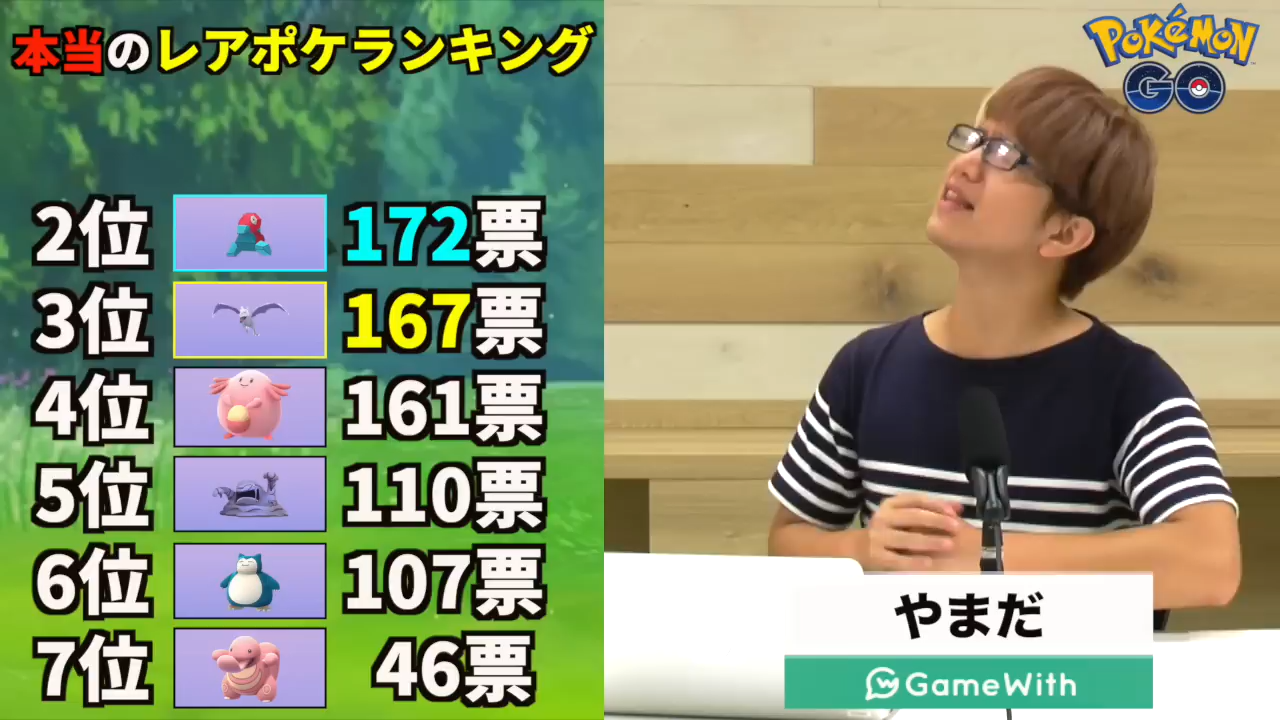 本当のレアポケランキング
2位 172票
3位 167票
4位 161票
5位 110票
6位 107票
7位 46票
POKÉMON
GO
やまだ
GameWith